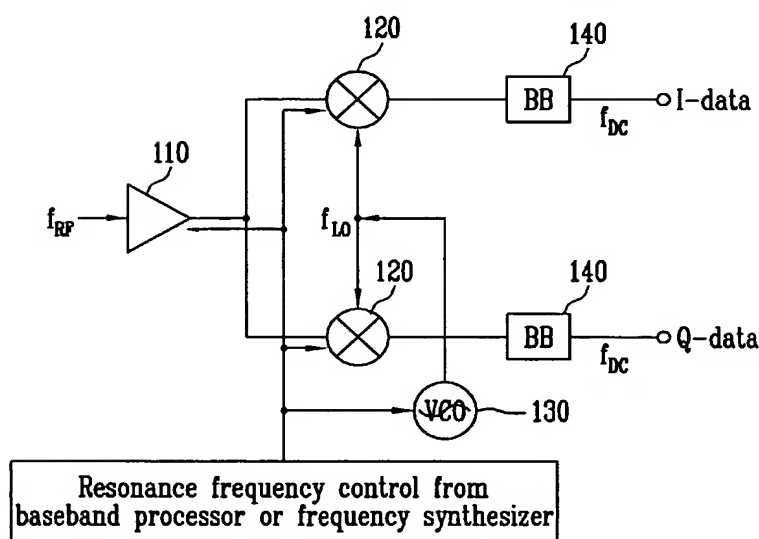 120
140
BB
I-data
f_DC
110
f_RF
f_LO
120
140
BB
Q-data
f_DC
VCO
130
Resonance frequency control from
baseband processor or frequency synthesizer